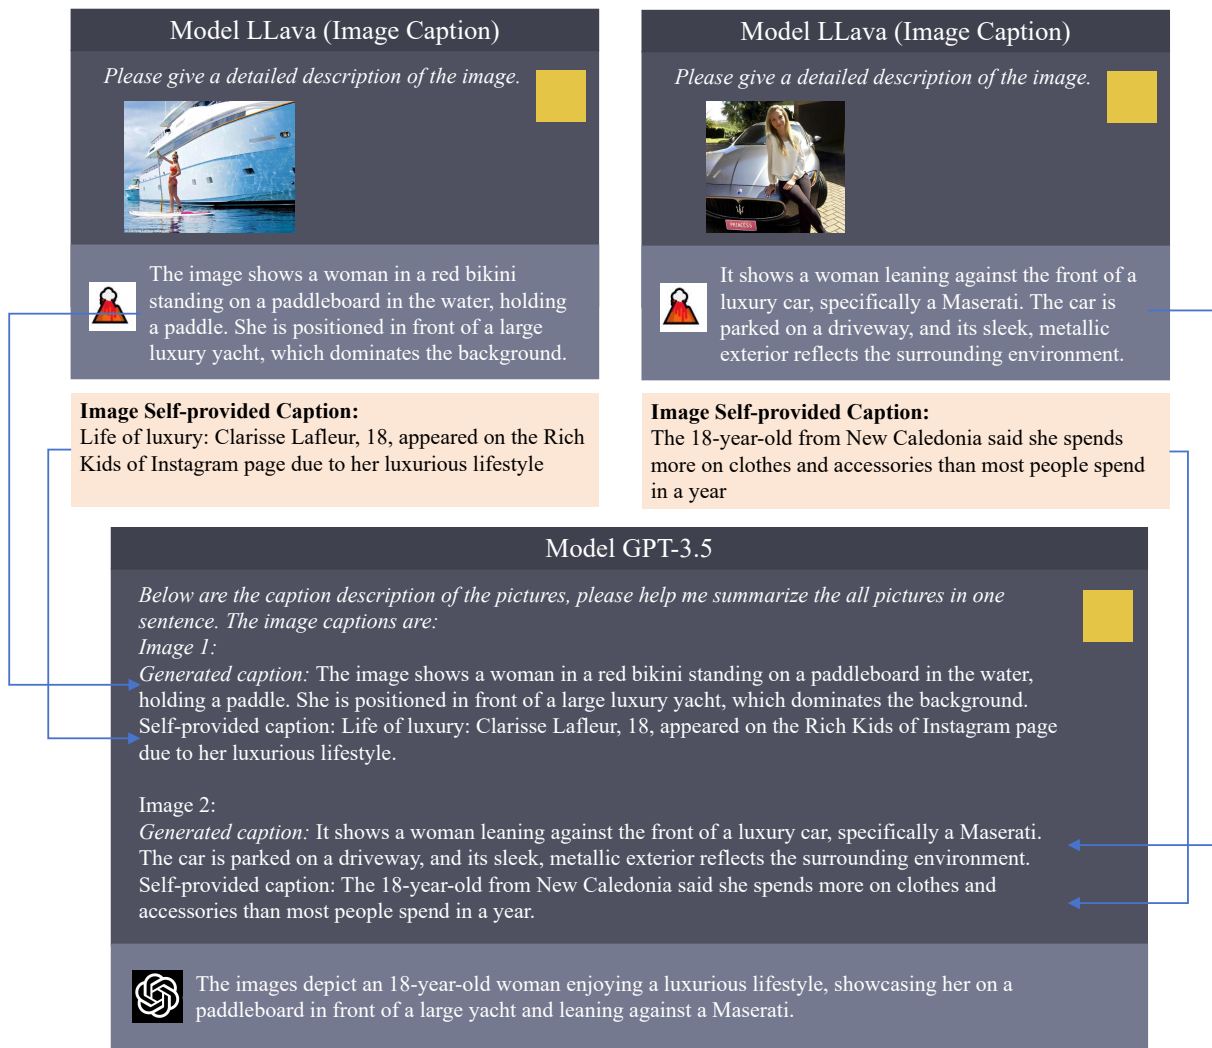 Model LLava (Image Caption)
Please give a detailed description of the image.
The image shows a woman in a red bikini
standing on a paddleboard in the water, holding
a paddle. She is positioned in front of a large
luxury yacht, which dominates the background.
Image Self-provided Caption:
Life of luxury: Clarisse Lafleur, 18, appeared on the Rich
Kids of Instagram page due to her luxurious lifestyle
Model LLava (Image Caption)
Please give a detailed description of the image.
PRINCESS
It shows a woman leaning against the front of a
luxury car, specifically a Maserati. The car is
parked on a driveway, and its sleek, metallic
exterior reflects the surrounding environment.
Image Self-provided Caption:
The 18-year-old from New Caledonia said she spends
more on clothes and accessories than most people spend
in a year
Model GPT-3.5
Below are the caption description of the pictures, please help me summarize the all pictures in one
sentence. The image captions are:
Image 1:
Generated caption: The image shows a woman in a red bikini standing on a paddleboard in the water,
holding a paddle. She is positioned in front of a large luxury yacht, which dominates the background.
Self-provided caption: Life of luxury: Clarisse Lafleur, 18, appeared on the Rich Kids of Instagram page
due to her luxurious lifestyle.
Image 2:
Generated caption: It shows a woman leaning against the front of a luxury car, specifically a Maserati.
The car is parked on a driveway, and its sleek, metallic exterior reflects the surrounding environment.
Self-provided caption: The 18-year-old from New Caledonia said she spends more on clothes and
accessories than most people spend in a year.
The images depict an 18-year-old woman enjoying a luxurious lifestyle, showcasing her on a
paddleboard in front of a large yacht and leaning against a Maserati.